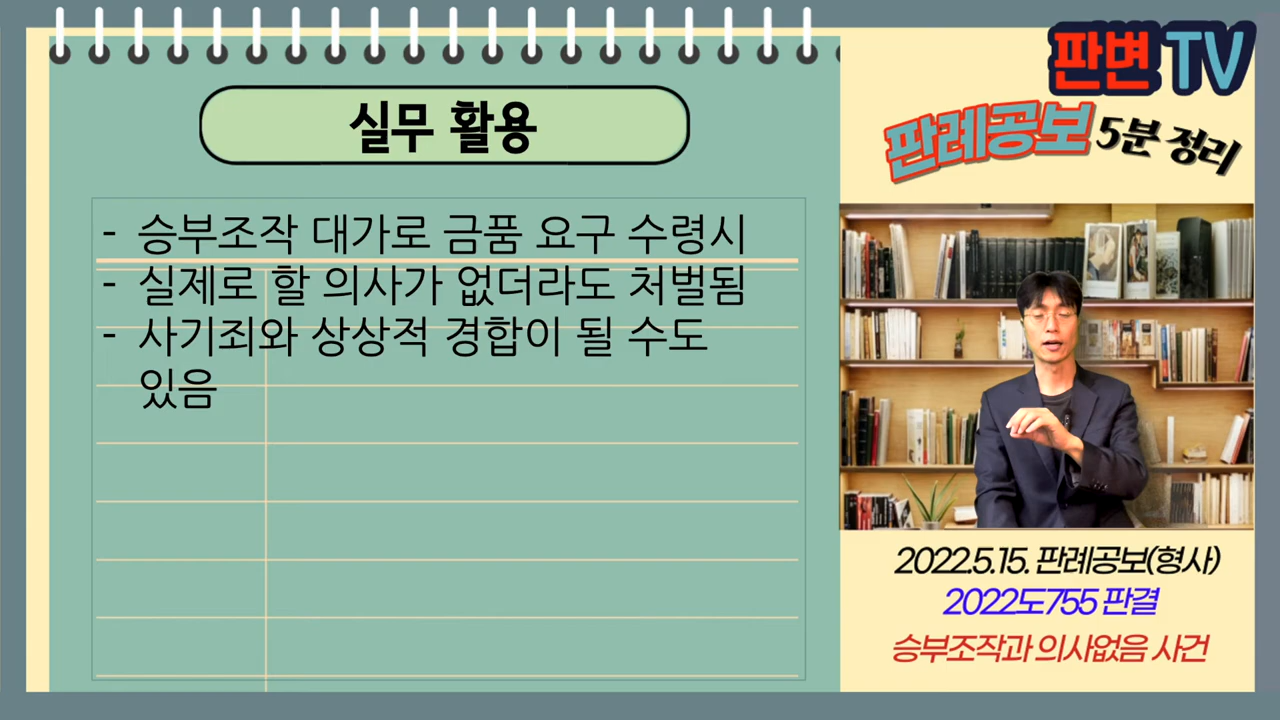 실무 활용
- 승부조작 대가로 금품 요구 수령시
- 실제로 할 의사가 없더라도 처벌됨
- 사기죄와 상상적 경합이 될 수도
있음
판변 TV
판례공보 5분 정리
2022.5.15. 판례공보(형사)
2022도755 판결
승부조작과 의사없음 사건